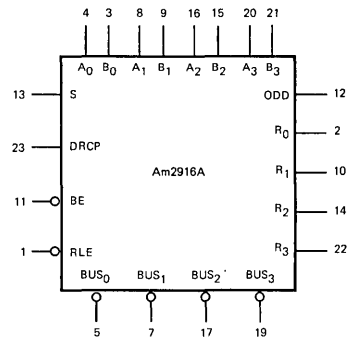 4 3 8 9 16 15 20 21
A0 B0 A1 B1 A2 B2 A3 B3
13 S ODD 12
R0 2
23 DRCP
Am2916A
R1 10
11 BE R2 14
1 RLE R3 22
BUS0 BUS1 BUS2 BUS3
5 7 17 19